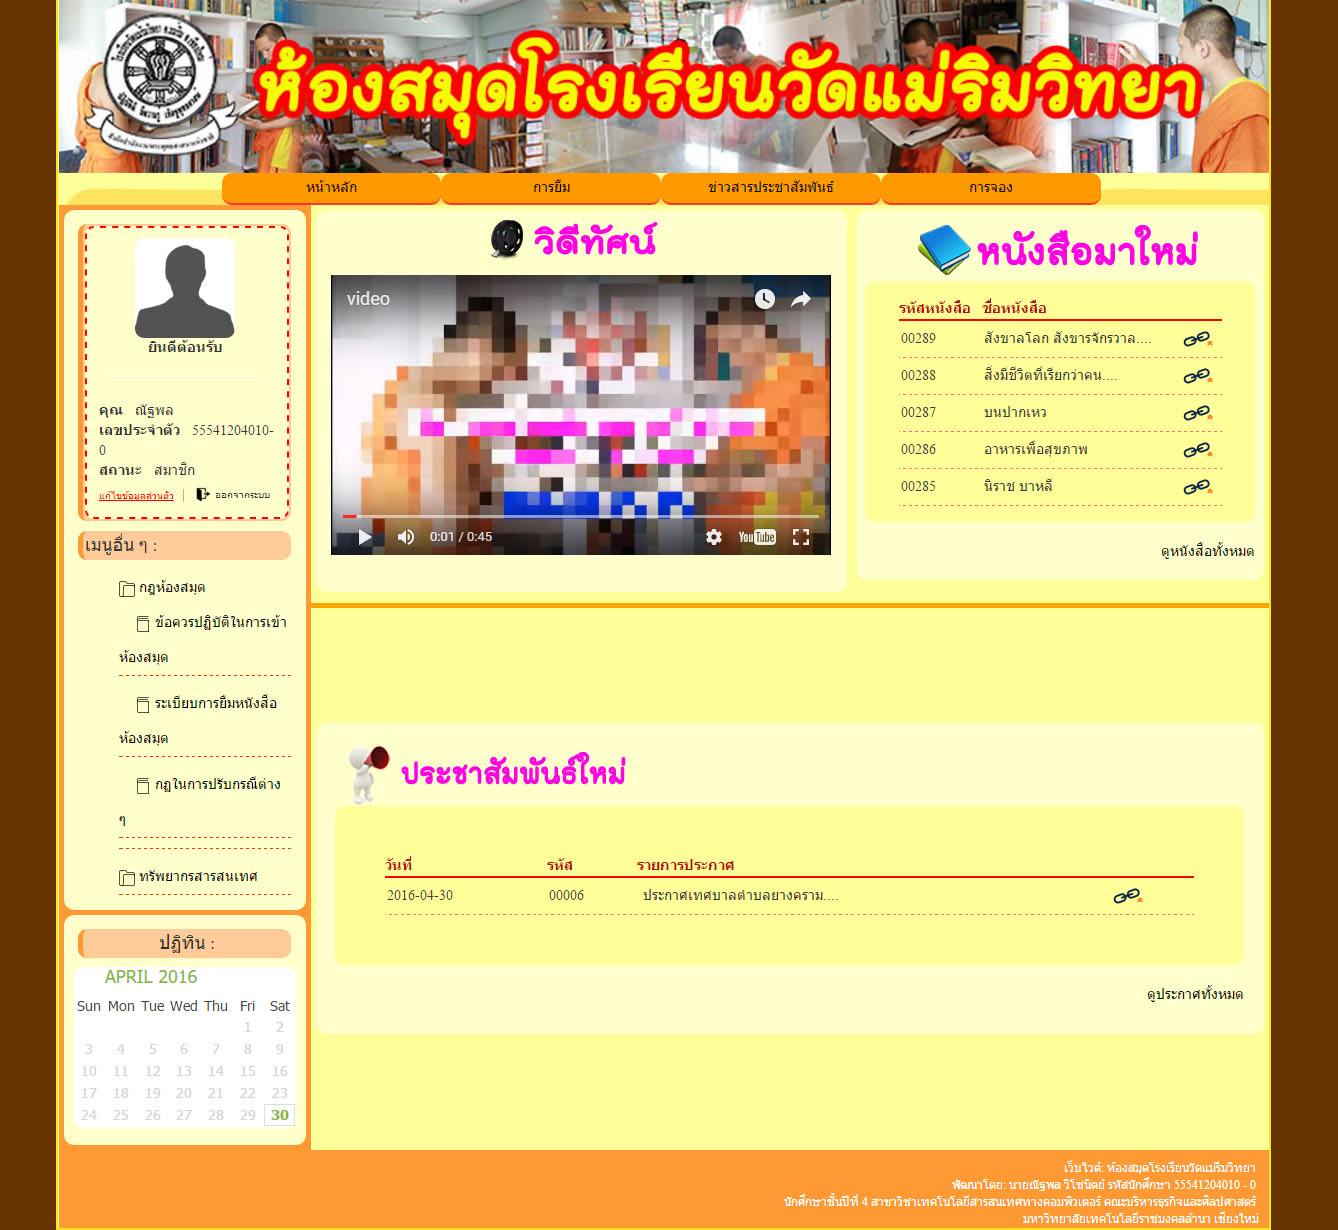 ห้องสมุดโรงเรียนวัดแม่ริมวิทยา
หน้าหลัก
การยืม
ข่าวสารประชาสัมพันธ์
การจอง
ยินดีต้อนรับ
คุณ ณัฐพล
เลขประจำตัว 55541204010-
0
สถานะ สมาชิก
แก้ไขข้อมูลส่วนตัว | ออกจากระบบ
เมนูอื่น ๆ :
กฎห้องสมุด
ข้อควรปฏิบัติในการเข้า
ห้องสมุด
ระเบียบการยืมหนังสือ
ห้องสมุด
กฎในการปรับกรณีต่าง
ๆ
ทรัพยากรสารสนเทศ
ปฏิทิน :
APRIL 2016
Sun Mon Tue Wed Thu Fri Sat
1 2
3 4 5 6 7 8 9
10 11 12 13 14 15 16
17 18 19 20 21 22 23
24 25 26 27 28 29 30
วิดีทัศน์
video
0:01 / 0:45
YouTube
หนังสือมาใหม่
รหัสหนังสือ ชื่อหนังสือ
00289 สังขาลโลก สังขารจักรวาล....
00288 สิ่งมีชีวิตที่เรียกว่าคน....
00287 บนปากเหว
00286 อาหารเพื่อสุขภาพ
00285 นิราช บาหลี
ดูหนังสือทั้งหมด
ประชาสัมพันธ์ใหม่
วันที่ รหัส รายการประกาศ
2016-04-30 00006 ประกาศเทศบาลตำบลยางคราม....
ดูประกาศทั้งหมด
เว็บไวต์: ห้องสมุดโรงเรียนวัดแม่ริมวิทยา
พัฒนาโดย: นายณัฐพล วิโชนิตย์ รหัสนักศึกษา 55541204010 - 0
นักศึกษาชั้นปีที่ 4 สาขาวิชาเทคโนโลยีสารสนเทศทางคอมพิวเตอร์ คณะบริหารธุรกิจและศิลปศาสตร์
มหาวิทยาลัยเทคโนโลยีราชมงคลล้านา เชียงใหม่